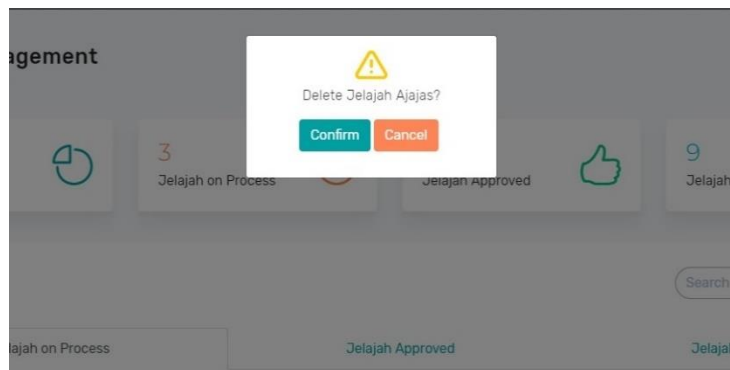 agement
Delete Jelajah Ajajas?
Confirm Cancel
3
Jelajah on Process
Jelajah Approved
9
Jelajah
Search
lajah on Process
Jelajah Approved
Jelaja